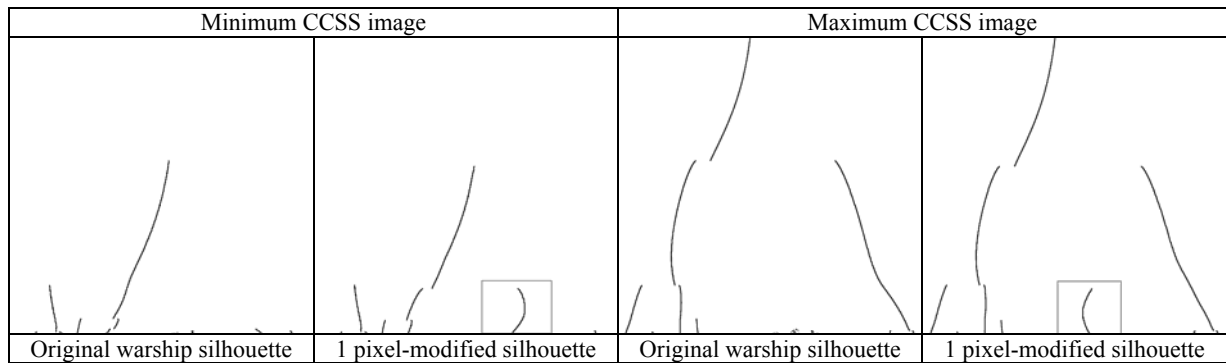 Minimum CCSS image
Maximum CCSS image
Original warship silhouette
1 pixel-modified silhouette
Original warship silhouette
1 pixel-modified silhouette